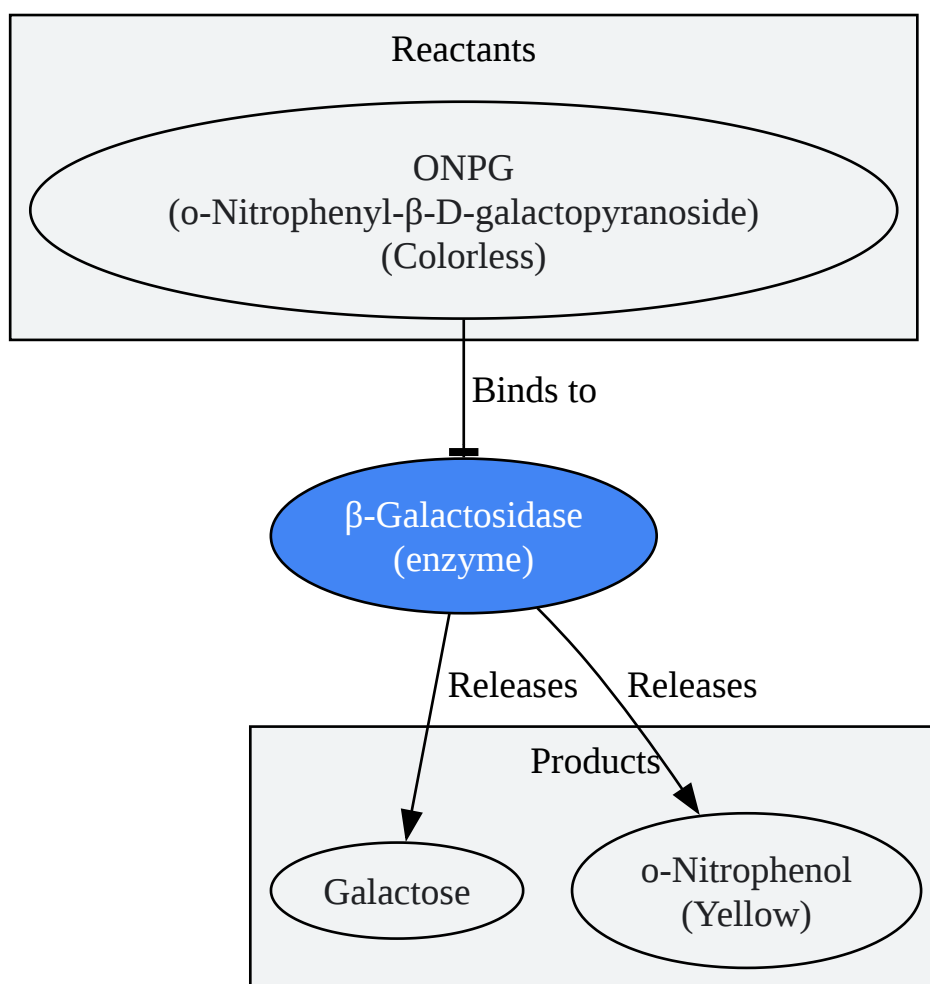 Reactants
ONPG
(o-Nitrophenyl-β-D-galactopyranoside)
(Colorless)
Binds to
β-Galactosidase
(enzyme)
Releases
Releases
Products
Galactose
o-Nitrophenol
(Yellow)